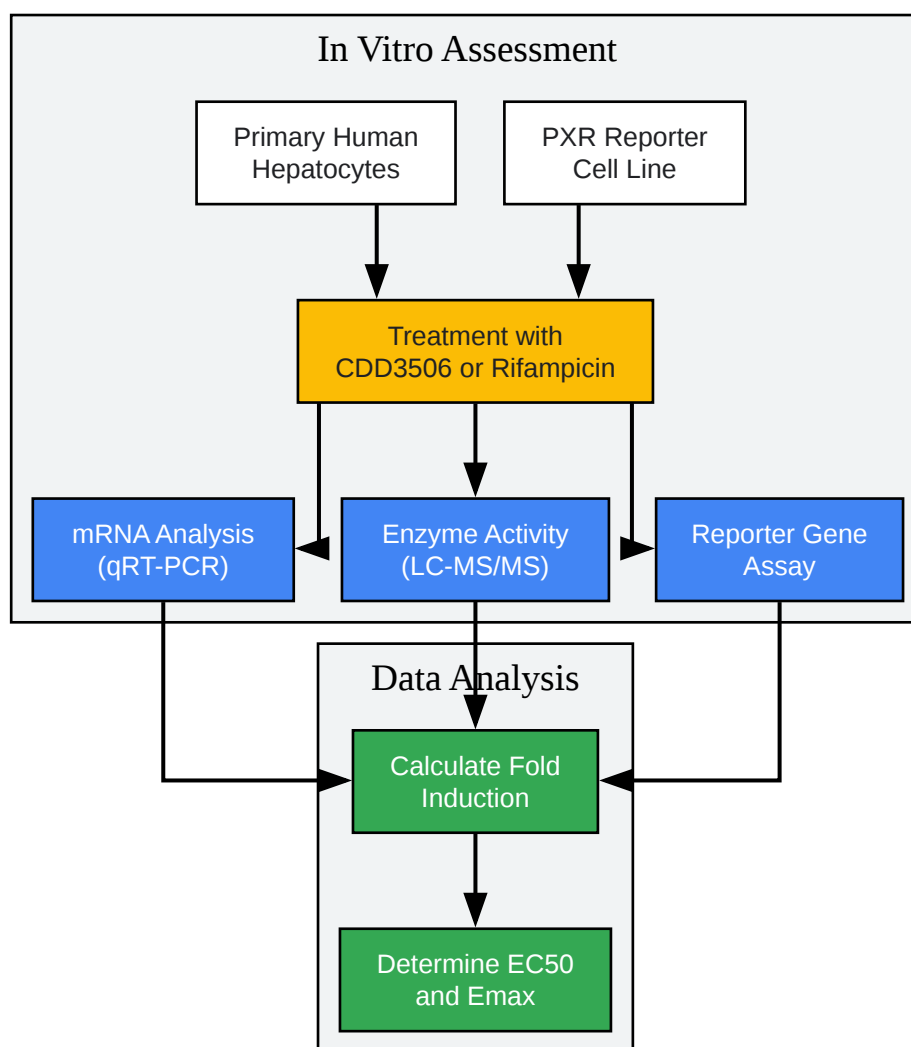 In Vitro Assessment
Primary Human
Hepatocytes
PXR Reporter
Cell Line
Treatment with
CDD3506 or Rifampicin
mRNA Analysis
(qRT-PCR)
Enzyme Activity
(LC-MS/MS)
Reporter Gene
Assay
Data Analysis
Calculate Fold
Induction
Determine EC50
and Emax